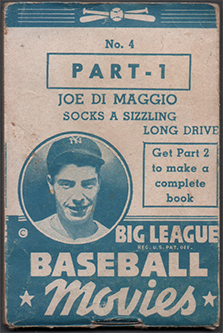 No. 4
PART-1
JOE DI MAGGIO
SOCKS A SIZZLING
LONG DRIVE
Get Part 2
to make a
complete
book
©
BIG LEAGUE
REG. U.S. PAT. OFF.
BASEBALL
Movies